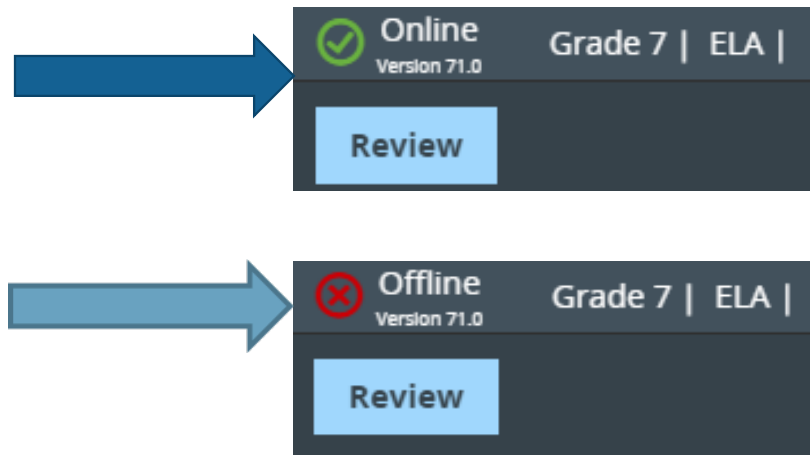 Online
Version 71.0
Grade 7 | ELA |
Review
Offline
Version 71.0
Grade 7 | ELA |
Review